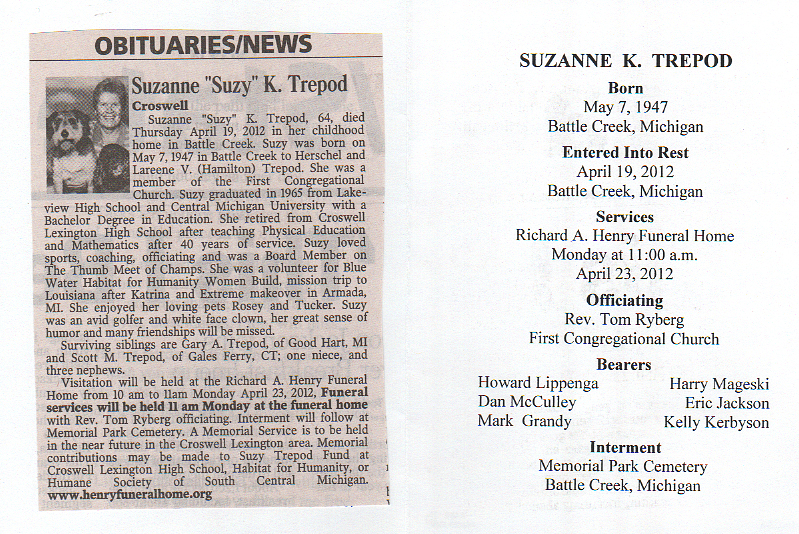 OBITUARIES/NEWS
Suzanne "Suzy" K. Trepod
Croswell
Suzanne "Suzy" K. Trepod, 64, died
Thursday April 19, 2012 in her childhood
home in Battle Creek. Suzy was born on
May 7, 1947 in Battle Creek to Herschel and
Lareene V. (Hamilton) Trepod. She was a
member of the First Congregational
Church. Suzy graduated in 1965 from Lake-
view High School and Central Michigan University with a
Bachelor Degree in Education. She retired from Croswell
Lexington High School after teaching Physical Education
and Mathematics after 40 years of service. Suzy loved
sports, coaching, officiating and was a Board Member on
The Thumb Meet of Champs. She was a volunteer for Blue
Water Habitat for Humanity Women Build, mission trip to
Louisiana after Katrina and Extreme makeover in Armada,
MI. She enjoyed her loving pets Rosey and Tucker. Suzy
was an avid golfer and white face clown, her great sense of
humor and many friendships will be missed.
Surviving siblings are Gary A. Trepod, of Good Hart, MI
and Scott M. Trepod, of Gales Ferry, CT; one niece, and
three nephews.
Visitation will be held at the Richard A. Henry Funeral
Home from 10 am to 11am Monday April 23, 2012, Funeral
services will be held 11 am Monday at the funeral home
with Rev. Tom Ryberg officiating. Interment will follow at
Memorial Park Cemetery. A Memorial Service is to be held
in the near future in the Croswell Lexington area. Memorial
contributions may be made to Suzy Trepod Fund at
Croswell Lexington High School, Habitat for Humanity, or
Humane Society of South Central Michigan.
www.henryfuneralhome.org
SUZANNE K. TREPOD
Born
May 7, 1947
Battle Creek, Michigan
Entered Into Rest
April 19, 2012
Battle Creek, Michigan
Services
Richard A. Henry Funeral Home
Monday at 11:00 a.m.
April 23, 2012
Officiating
Rev. Tom Ryberg
First Congregational Church
Bearers
Howard Lippenga Harry Mageski
Dan McCulley Eric Jackson
Mark Grandy Kelly Kerbyson
Interment
Memorial Park Cemetery
Battle Creek, Michigan